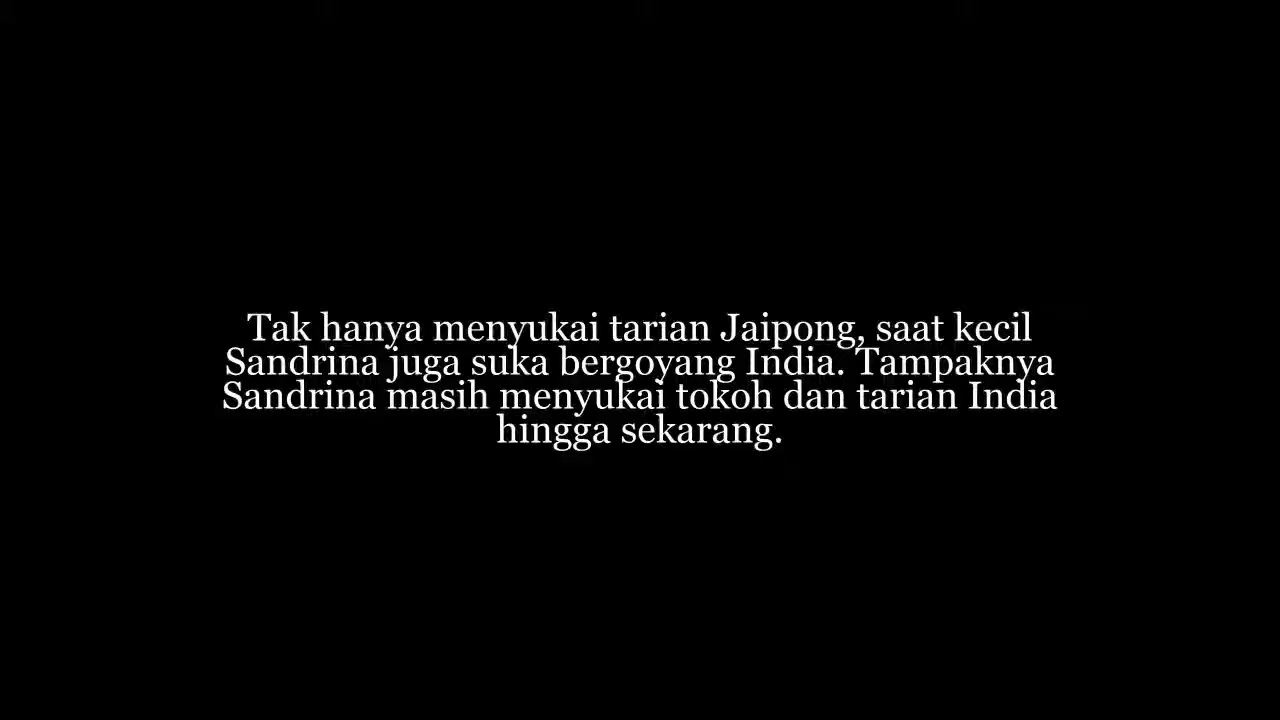 Tak hanya menyukai tarian Jaipong, saat kecil
Sandrina juga suka bergoyang India. Tampaknya
Sandrina masih menyukai tokoh dan tarian India
hingga sekarang.